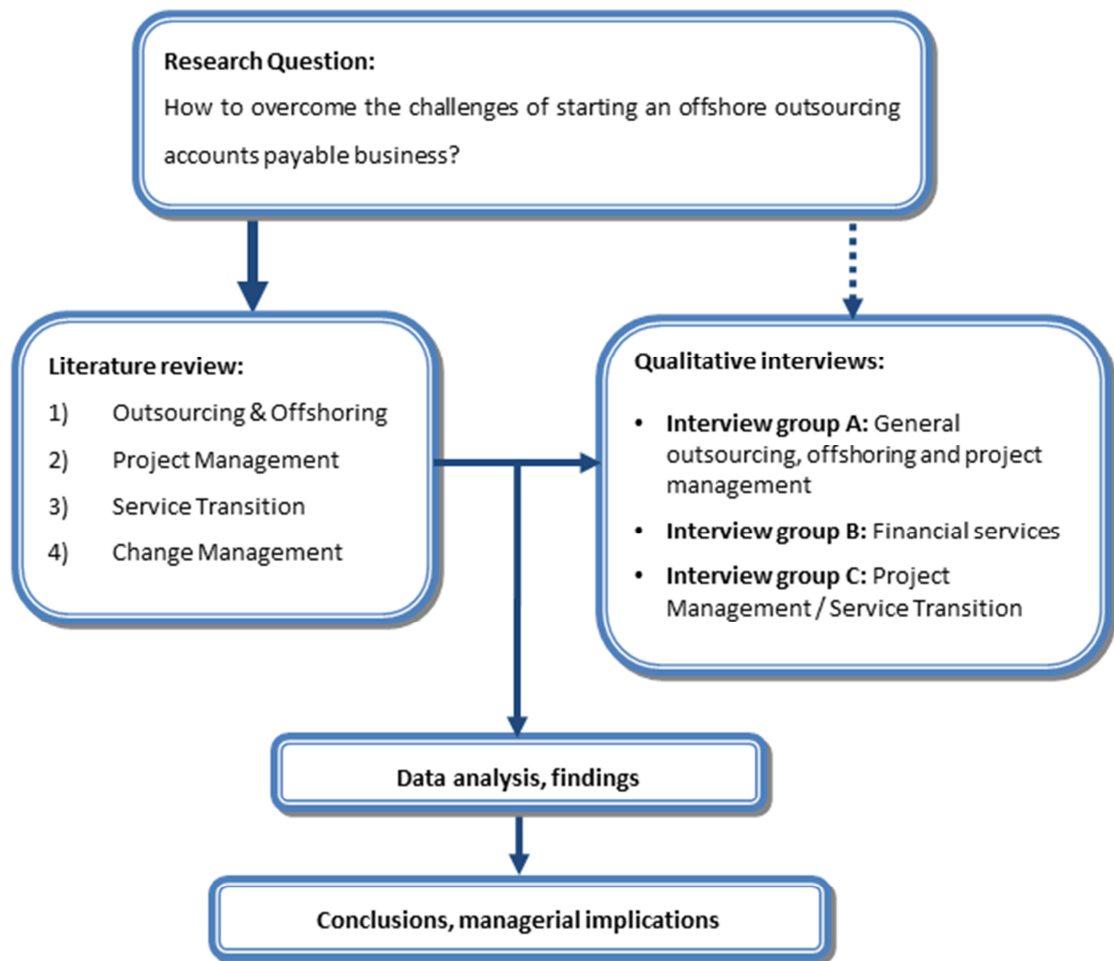 Research Question:
How to overcome the challenges of starting an offshore outsourcing
accounts payable business?
Literature review:
1) Outsourcing & Offshoring
2) Project Management
3) Service Transition
4) Change Management
Qualitative interviews:
• Interview group A: General
outsourcing, offshoring and project
management
• Interview group B: Financial services
• Interview group C: Project
Management / Service Transition
Data analysis, findings
Conclusions, managerial implications